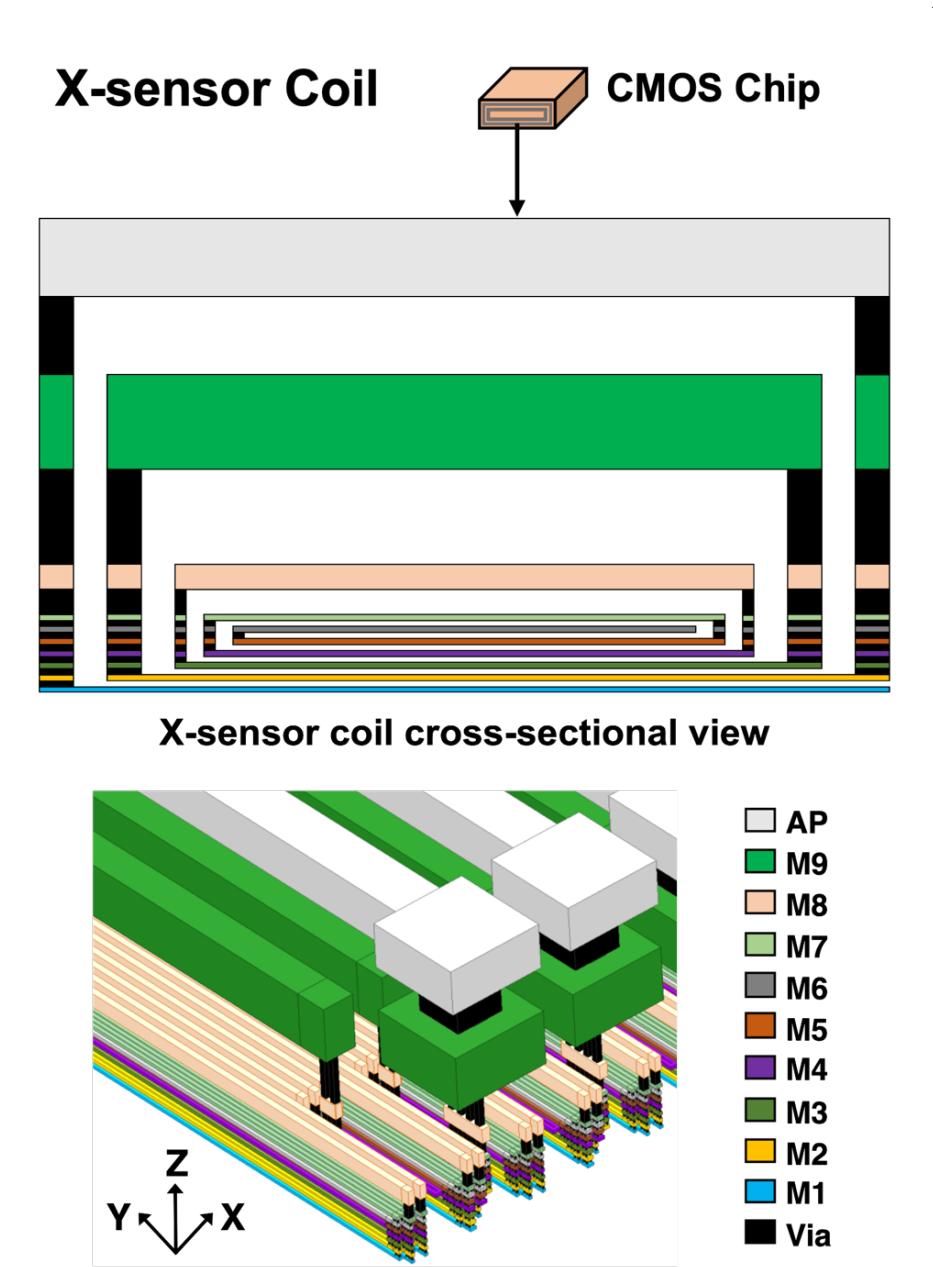 X-sensor Coil
CMOS Chip
X-sensor coil cross-sectional view
AP
M9
M8
M7
M6
M5
M4
M3
M2
M1
Via
Z
Y
X